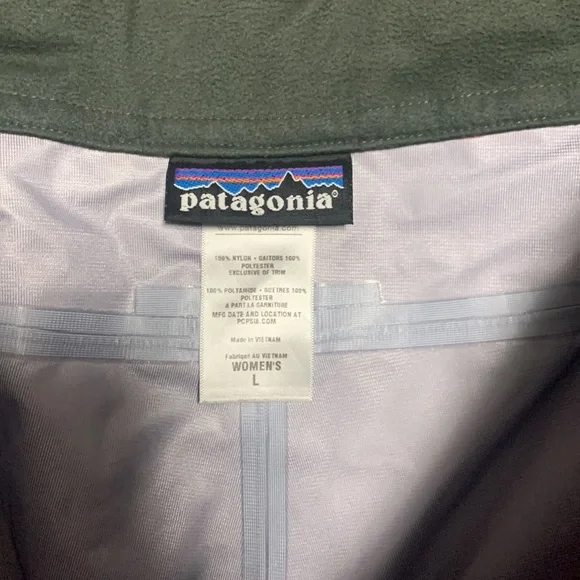 patagonia®
www.patagonia.com
100% NYLON • GAITORS 100%
POLYESTER
EXCLUSIVE OF TRIM
100% POLYAMIDE • GUETRES 100%
POLYESTER
A PART LA GARNITURE
MFG DATE AND LOCATION AT
PCPSIA.COM
Made in VIETNAM
Fabriqué AU VIETNAM
WOMEN'S
L